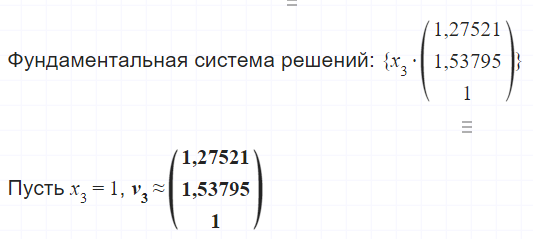 Фундаментальная система решений: {x₃ · (1,27521
1,53795
1)}
Пусть x₃ = 1, v₃ ≈ (1,27521
1,53795
1)